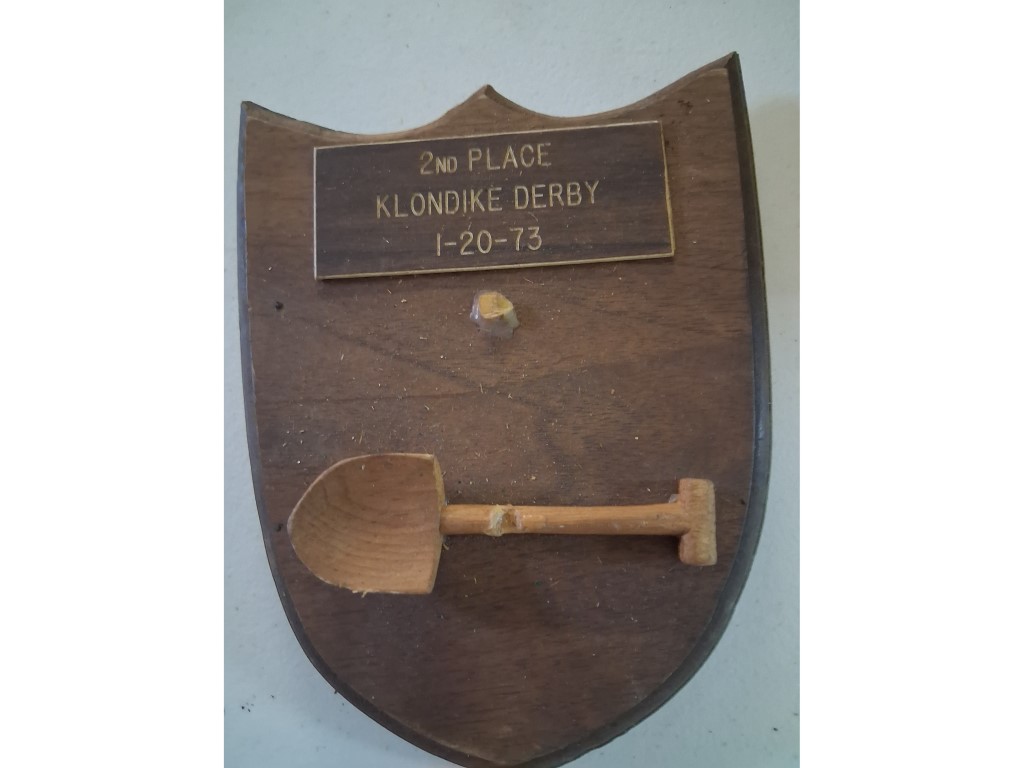 2ND PLACE
KLONDIKE DERBY
1-20-73